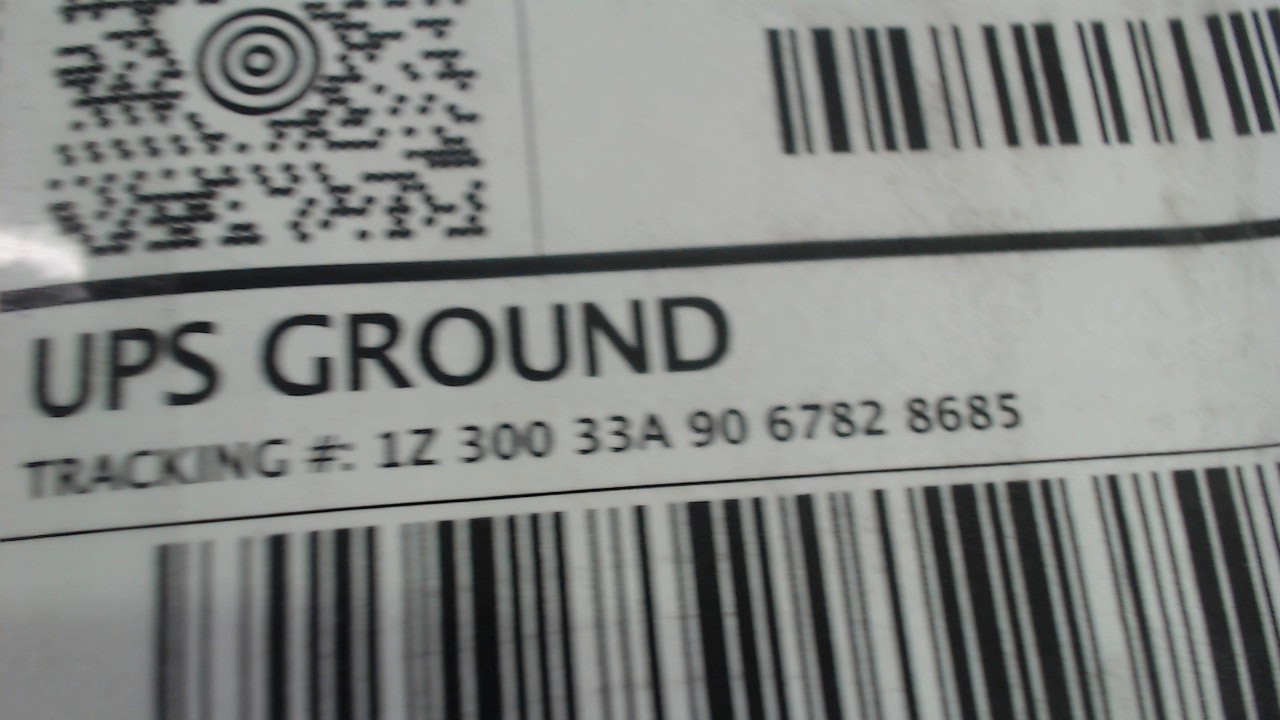 UPS GROUND
TRACKING #: 1Z 300 33A 90 6782 8685